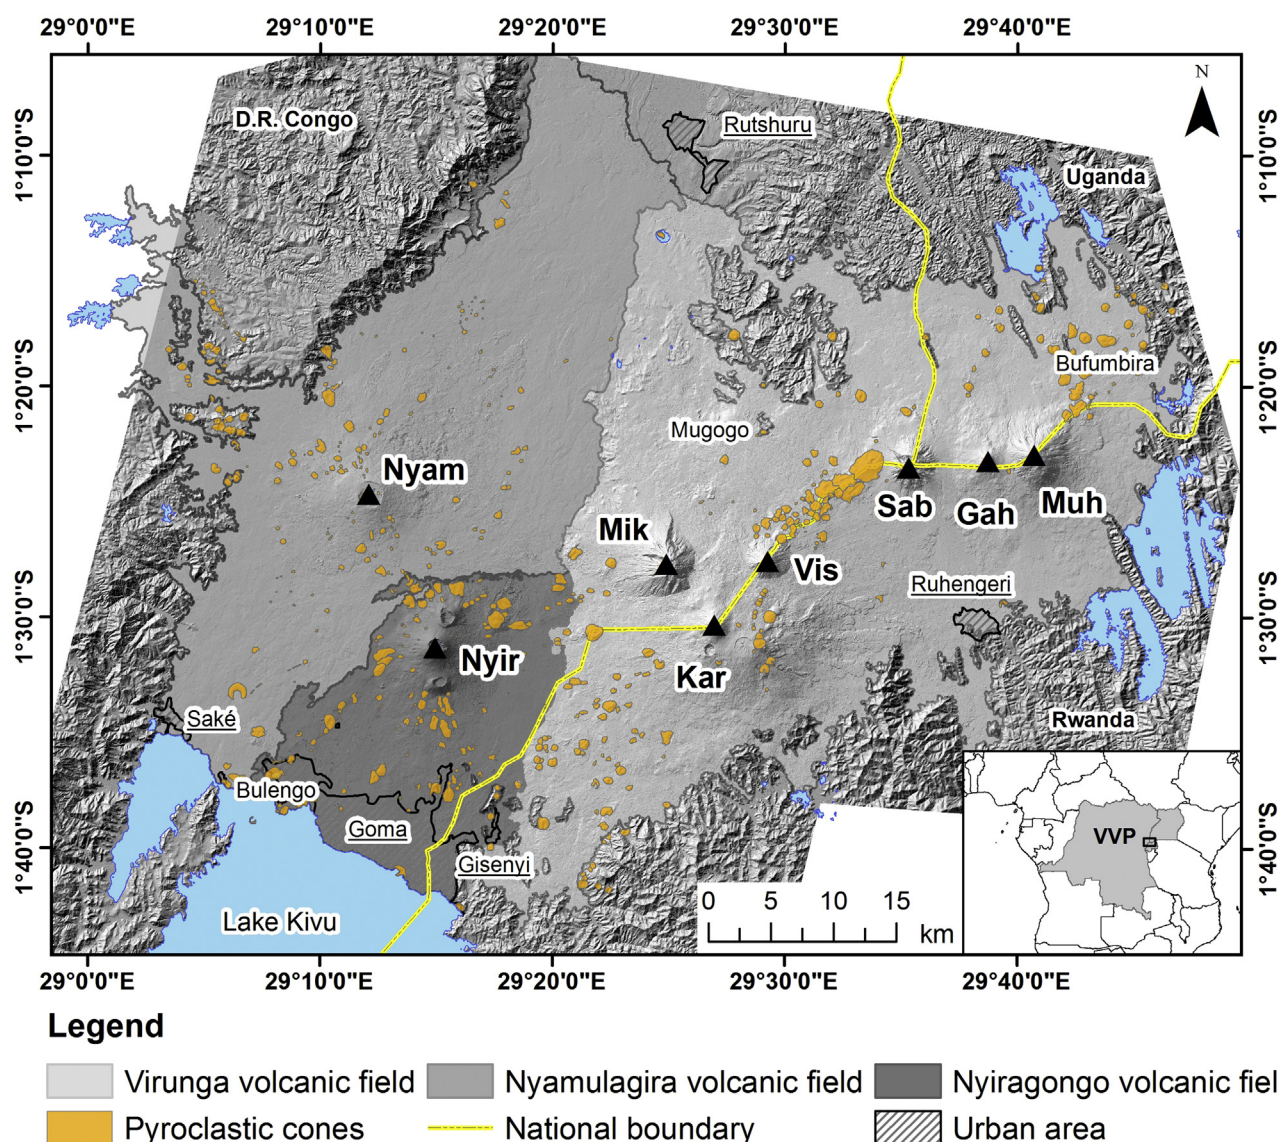 29°0'0"E 29°10'0"E 29°20'0"E 29°30'0"E 29°40'0"E
N
D.R. Congo
Rutshuru
1°10'0"S
1°10'0"S
Uganda
1°20'0"S
1°20'0"S
Bufumbira
Mugogo
Nyam
Sab
Gah
Muh
Mik
Vis
Ruhengeri
1°30'0"S
1°30'0"S
Nyir
Kar
Saké
Rwanda
Bulengo
Goma
Gisenyi
1°40'0"S
1°40'0"S
VVP
Lake Kivu
0 5 10 15
km
29°0'0"E 29°10'0"E 29°20'0"E 29°30'0"E 29°40'0"E
Legend
Virunga volcanic field Nyamulagira volcanic field Nyiragongo volcanic fiel
Pyroclastic cones National boundary Urban area